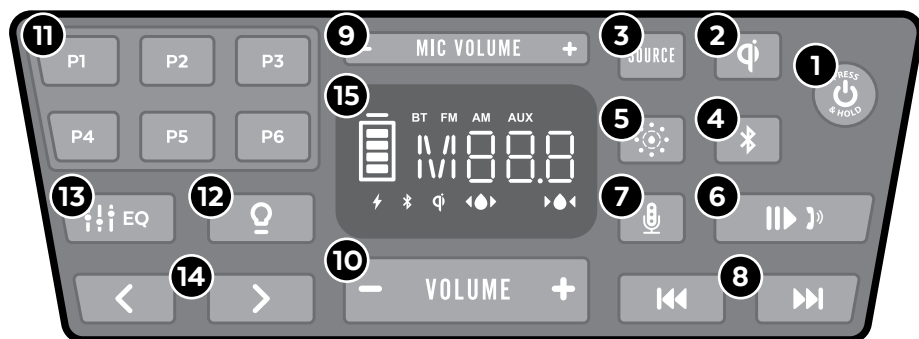 11 9 3 2 1
P1 P2 P3
- MIC VOLUME +
SOURCE
PRESS & HOLD
15
BT FM AM AUX
P4 P5 P6
M88.8
5 4
13 EQ 12
7 6
14
10
- VOLUME +
8